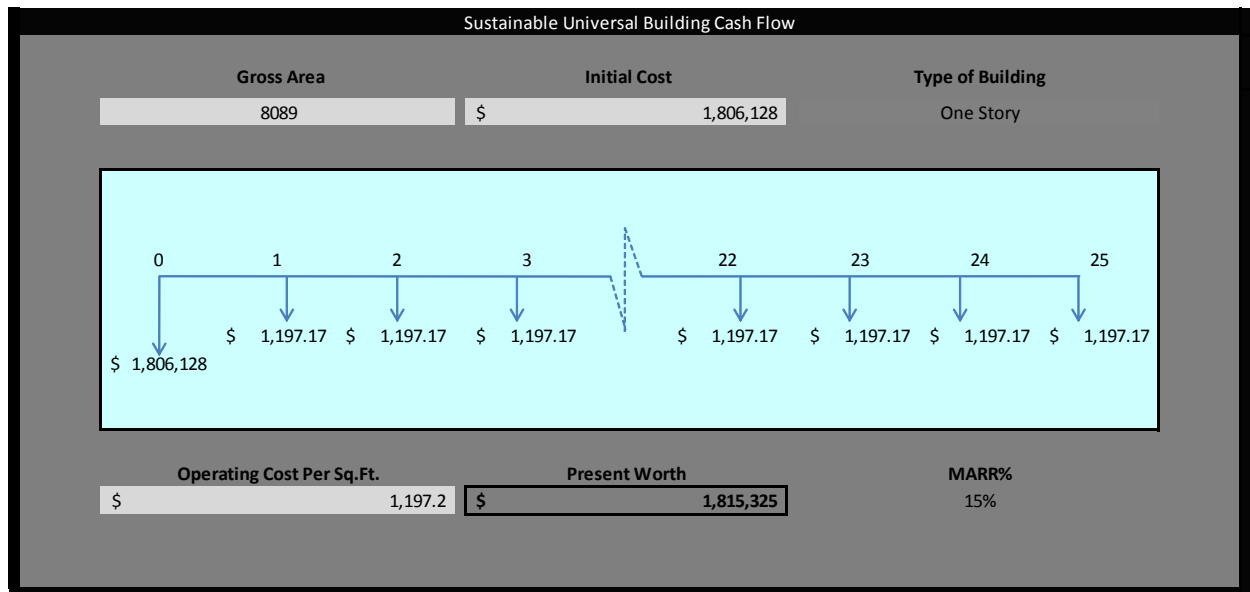 Sustainable Universal Building Cash Flow
Gross Area Initial Cost Type of Building
8089 $ 1,806,128 One Story
0 1 2 3 22 23 24 25
$ 1,197.17 $ 1,197.17 $ 1,197.17 $ 1,197.17 $ 1,197.17 $ 1,197.17 $ 1,197.17
$ 1,806,128
Operating Cost Per Sq.Ft. Present Worth MARR%
$ 1,197.2 $ 1,815,325 15%